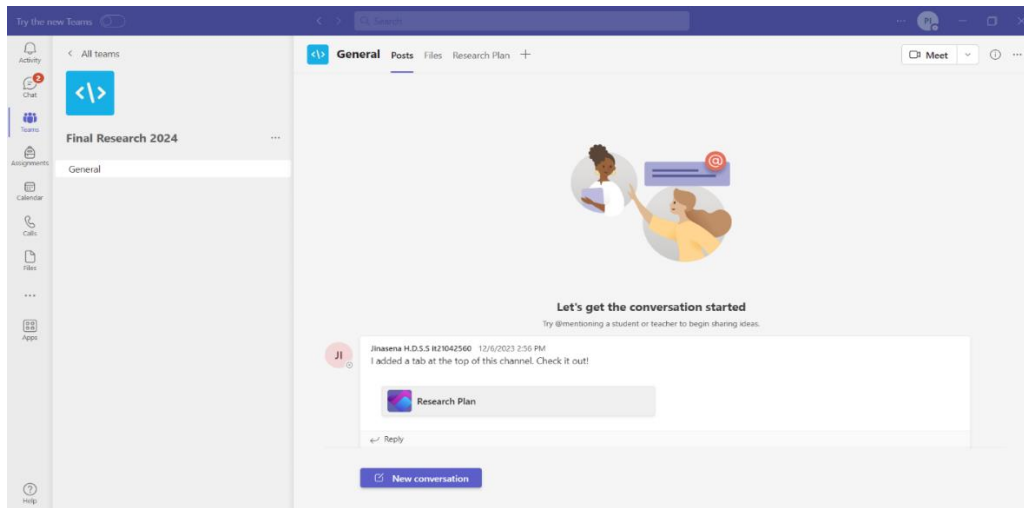 Try the new Teams
Search
PI
Activity
Chat
2
Teams
Assignments
Calendar
Calls
Files
Apps
Help
All teams
Final Research 2024
General
General Posts Files Research Plan
Meet
@
Let's get the conversation started
Try @mentioning a student or teacher to begin sharing ideas.
JI
Jinasena H.D.S.S it21042560 12/6/2023 2:56 PM
I added a tab at the top of this channel. Check it out!
Research Plan
Reply
New conversation